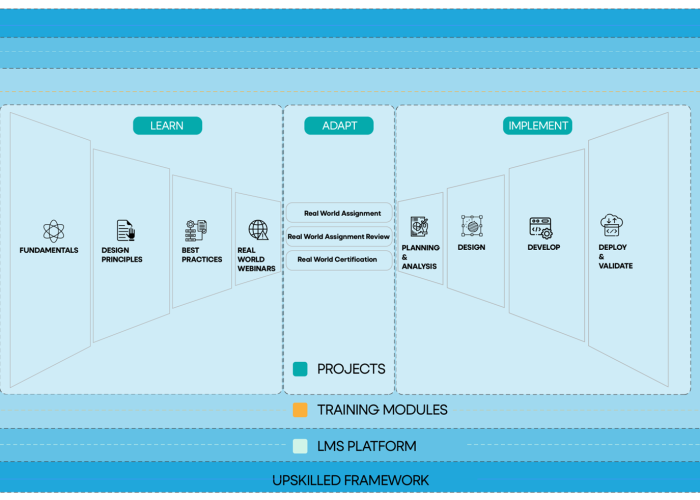 LEARN
ADAPT
IMPLEMENT
FUNDAMENTALS
DESIGN
PRINCIPLES
BEST
PRACTICES
REAL
WORLD
WEBINARS
Real World Assignment
Real World Assignment Review
Real World Certification
PLANNING
&
ANALYSIS
DESIGN
DEVELOP
DEPLOY
&
VALIDATE
PROJECTS
TRAINING MODULES
LMS PLATFORM
UPSKILLED FRAMEWORK